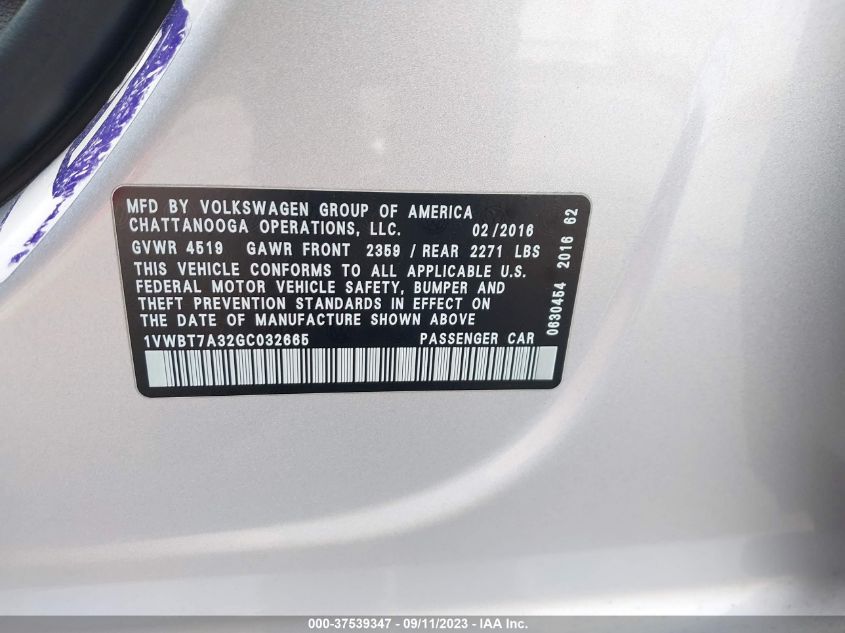 MFD BY VOLKSWAGEN GROUP OF AMERICA
CHATTANOOGA OPERATIONS, LLC. 02/2016
GVWR 4519 GAWR FRONT 2359 / REAR 2271 LBS
THIS VEHICLE CONFORMS TO ALL APPLICABLE U.S.
FEDERAL MOTOR VEHICLE SAFETY, BUMPER AND
THEFT PREVENTION STANDARDS IN EFFECT ON
THE DATE OF MANUFACTURE SHOWN ABOVE
1VWBT7A32GC032665 PASSENGER CAR
0630454 2016 62
000-37539347 - 09/11/2023 - IAA Inc.